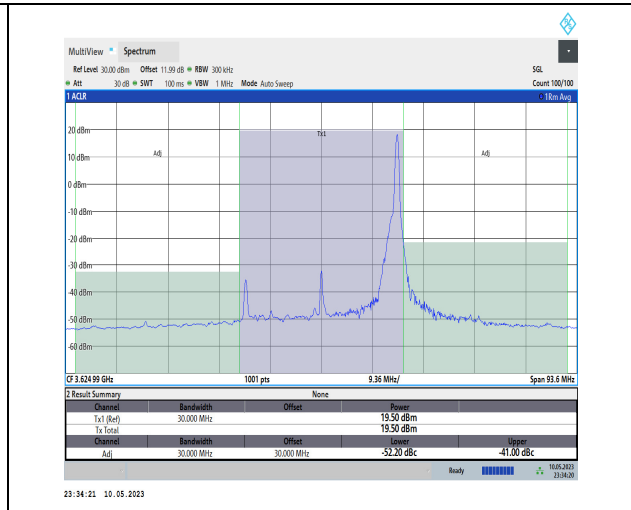 MultiView Spectrum
Ref Level 30.00 dBm Offset 11.99 dB RBW 300 kHz SGL
Att 30 dB SWT 100 ms VBW 1 MHz Mode Auto Sweep Count 100/100
1 ACLR 1Rm Avg
Tx1
20 dBm
Adj Adj
10 dBm
0 dBm
-10 dBm
-20 dBm
-30 dBm
-40 dBm
-50 dBm
-60 dBm
CF 3.624 99 GHz 1001 pts 9.36 MHz/ Span 93.6 MHz
2 Result Summary None
Channel Bandwidth Offset Power
Tx1 (Ref) 30.000 MHz 19.50 dBm
Tx Total 19.50 dBm
Channel Bandwidth Offset Lower Upper
Adj 30.000 MHz 30.000 MHz -52.20 dBc -41.00 dBc
Ready 10.05.2023
23:34:20
23:34:21 10.05.2023